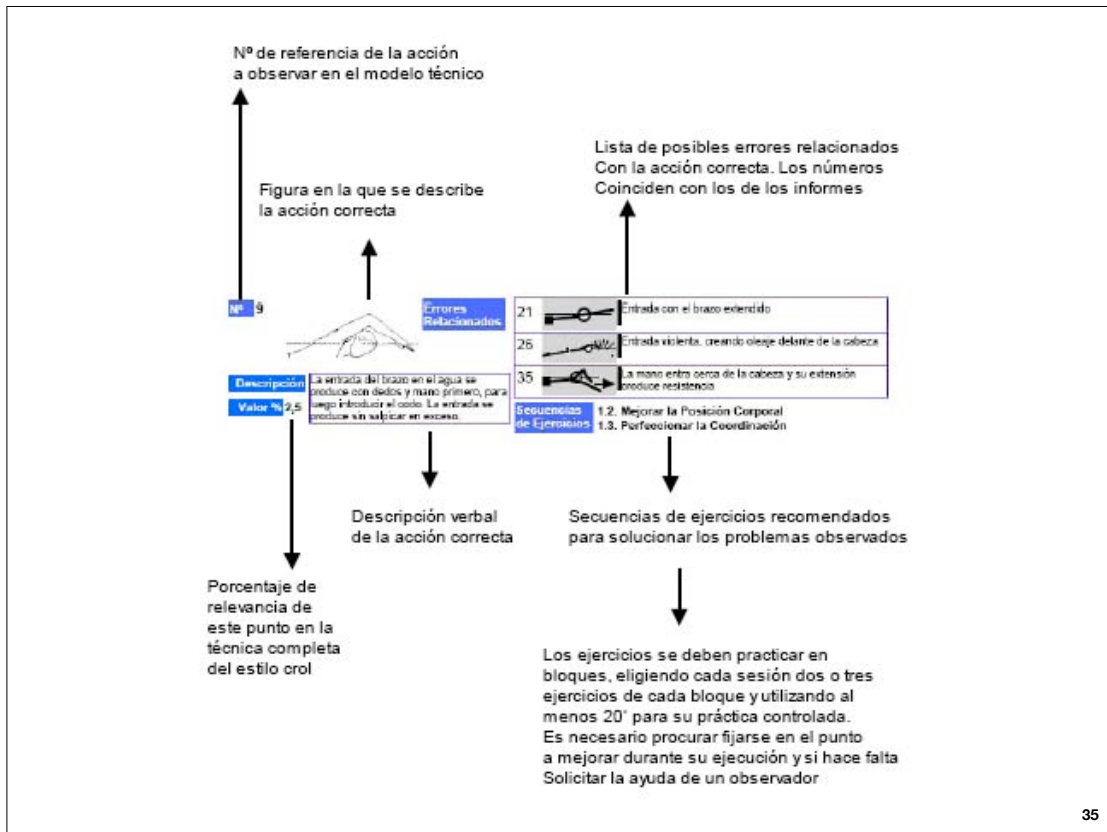 Nº de referencia de la acción
a observar en el modelo técnico
Lista de posibles errores relacionados
Con la acción correcta. Los números
Coinciden con los de los informes
Figura en la que se describe
la acción correcta
Nº 9
Errores
Relacionados
21 Entrada con el brazo extendido
26 Entrada violenta, creando oleaje delante de la cabeza
35 La mano entra cerca de la cabeza y su extensión
produce resistencia
Descripción
La entrada del brazo en el agua se
produce con dedos y mano primero, para
luego introducir el codo. La entrada se
produce sin salpicar en exceso.
Valor % 2,5
Secuencias
de Ejercicios
1.2. Mejorar la Posición Corporal
1.3. Perfeccionar la Coordinación
Descripción verbal
de la acción correcta
Secuencias de ejercicios recomendados
para solucionar los problemas observados
Porcentaje de
relevancia de
este punto en la
técnica completa
del estilo crol
Los ejercicios se deben practicar en
bloques, eligiendo cada sesión dos o tres
ejercicios de cada bloque y utilizando al
menos 20’ para su práctica controlada.
Es necesario procurar fijarse en el punto
a mejorar durante su ejecución y si hace falta
Solicitar la ayuda de un observador
35